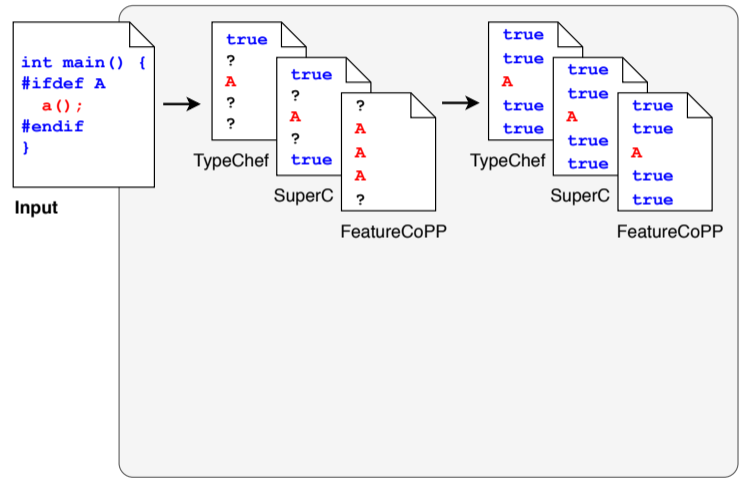 int main() {
#ifdef A
a();
#endif
}
Input
true
?
A
?
?
TypeChef
true
?
A
?
true
SuperC
?
A
A
A
?
FeatureCoPP
true
true
A
true
true
TypeChef
true
true
A
true
true
SuperC
true
true
A
true
true
FeatureCoPP